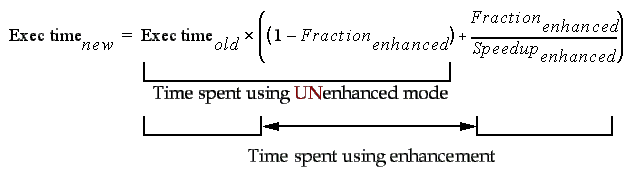 Exec time_new = Exec time_old × ((1 − Fraction_enhanced) + Fraction_enhanced / Speedup_enhanced)
Time spent using UNenhanced mode
Time spent using enhancement